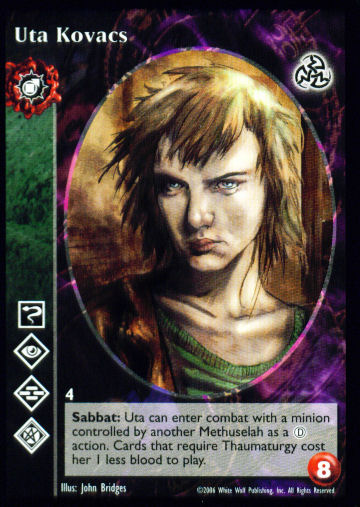 Uta Kovacs
4
Sabbat: Uta can enter combat with a minion
controlled by another Methuselah as a Ⓓ
action. Cards that require Thaumaturgy cost
her 1 less blood to play.
8
Illus: John Bridges
©2006 White Wolf Publishing, Inc. All Rights Reserved.